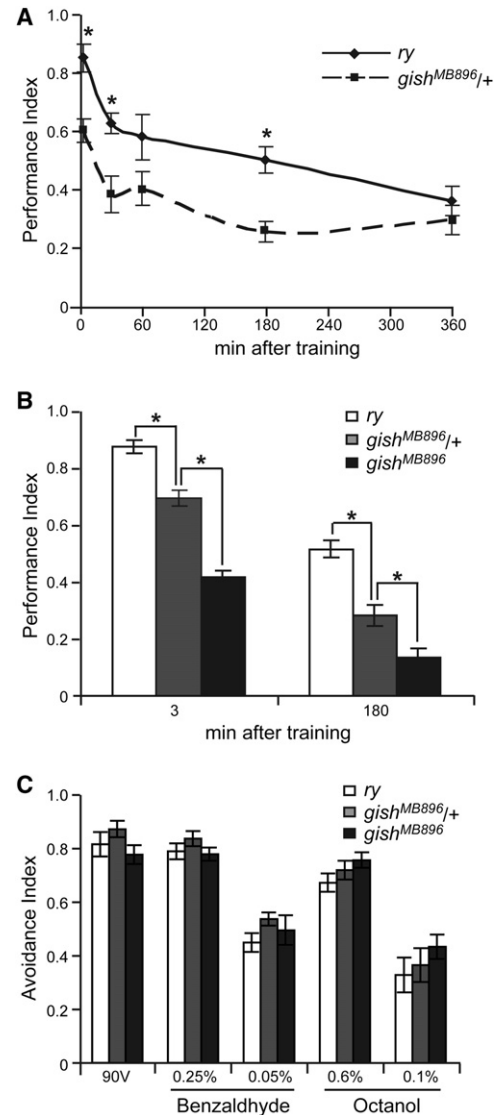 A
1.0
0.8
0.6
0.4
0.2
0
Performance Index
* * *
ry
gish^MB896/+
0 60 120 180 240 300 360
min after training
B
1.0
0.8
0.6
0.4
0.2
0
Performance Index
* * * *
ry
gish^MB896/+
gish^MB896
3 180
min after training
C
1.0
0.8
0.6
0.4
0.2
0
Avoidance Index
ry
gish^MB896/+
gish^MB896
90V 0.25% 0.05% 0.6% 0.1%
Benzaldhyde Octanol